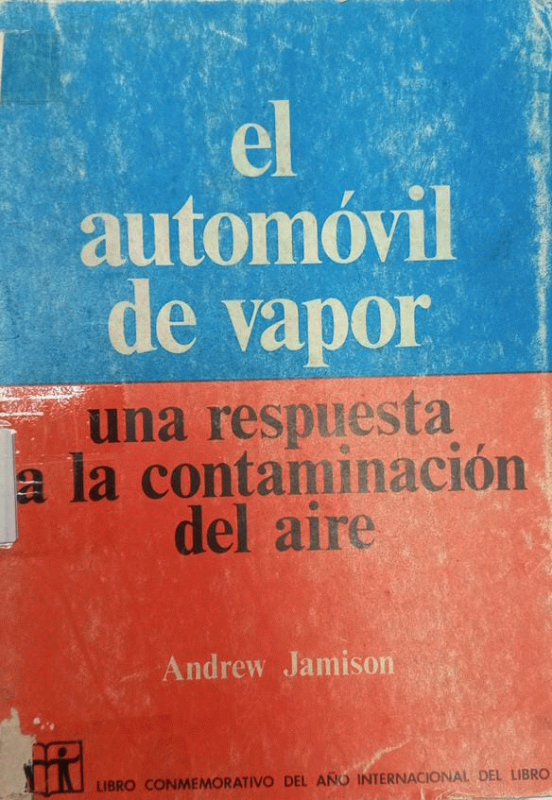 el
automóvil
de vapor
una respuesta
a la contaminación
del aire
Andrew Jamison
LIBRO CONMEMORATIVO DEL AÑO INTERNACIONAL DEL LIBRO